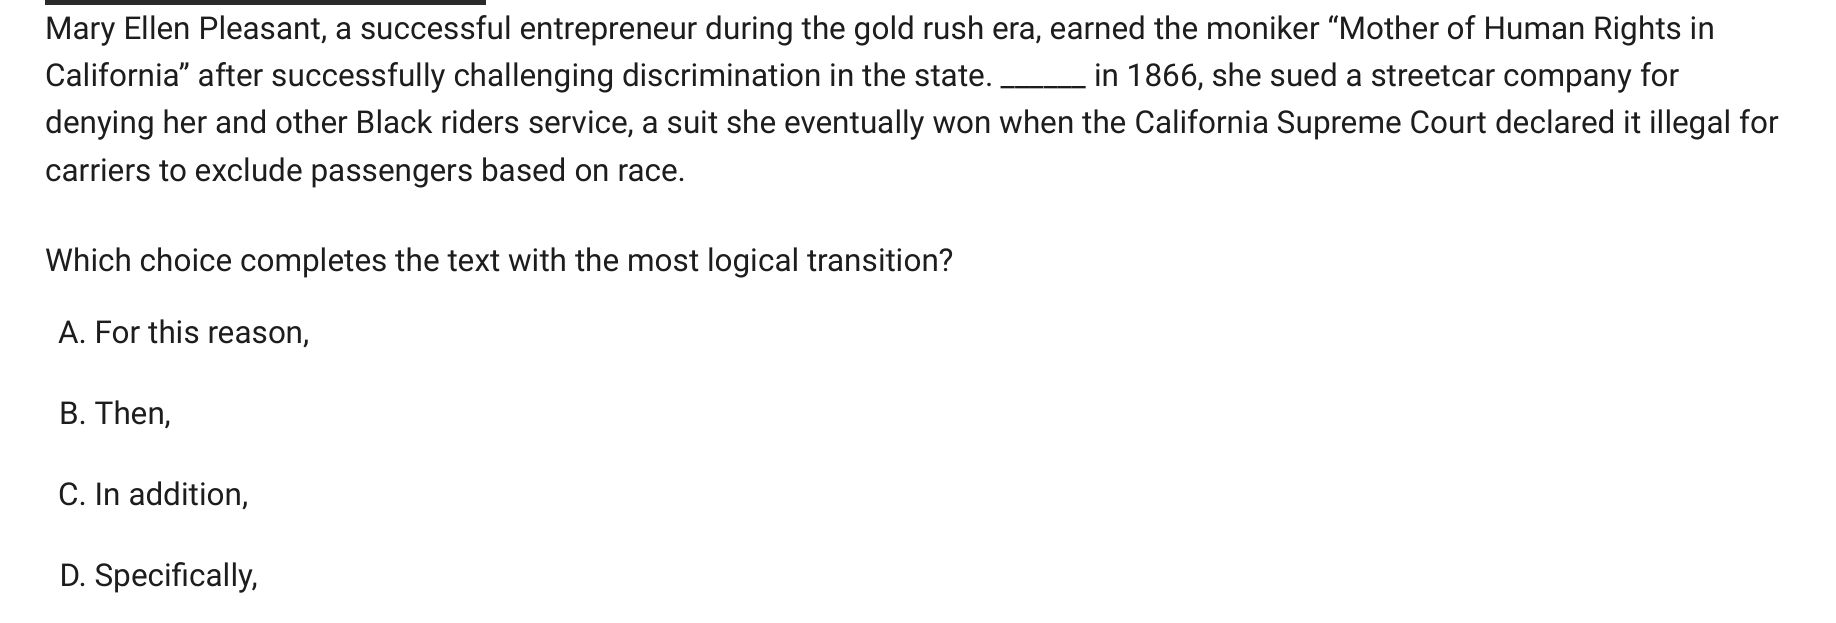 Mary Ellen Pleasant, a successful entrepreneur during the gold rush era, earned the moniker “Mother of Human Rights in
California” after successfully challenging discrimination in the state. ______ in 1866, she sued a streetcar company for
denying her and other Black riders service, a suit she eventually won when the California Supreme Court declared it illegal for
carriers to exclude passengers based on race.
Which choice completes the text with the most logical transition?
A. For this reason,
B. Then,
C. In addition,
D. Specifically,